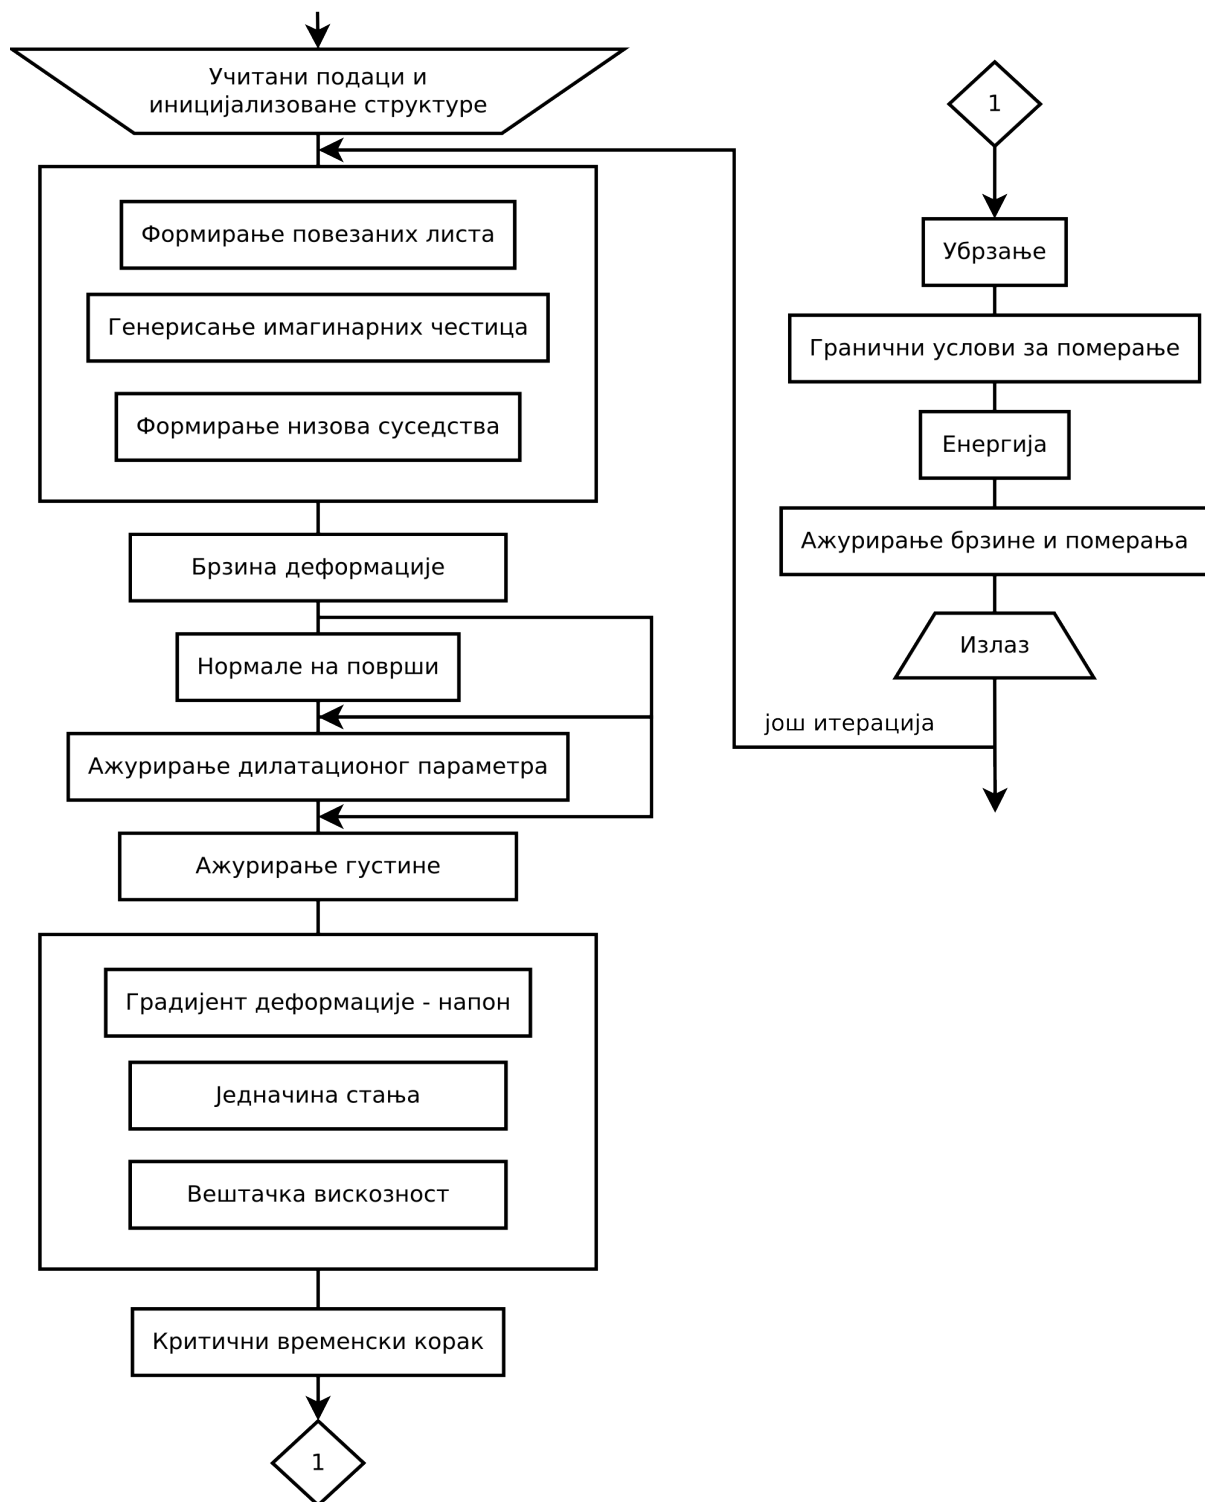 Учитани подаци и
иницијализоване структуре
Формирање повезаних листа
Генерисање имагинарних честица
Формирање низова суседства
Брзина деформације
Нормале на површи
Ажурирање дилатационог параметра
Ажурирање густине
Градијент деформације - напон
Једначина стања
Вештачка вискозност
Критични временски корак
1
1
Убрзање
Гранични услови за померање
Енергија
Ажурирање брзине и померања
Излаз
још итерација